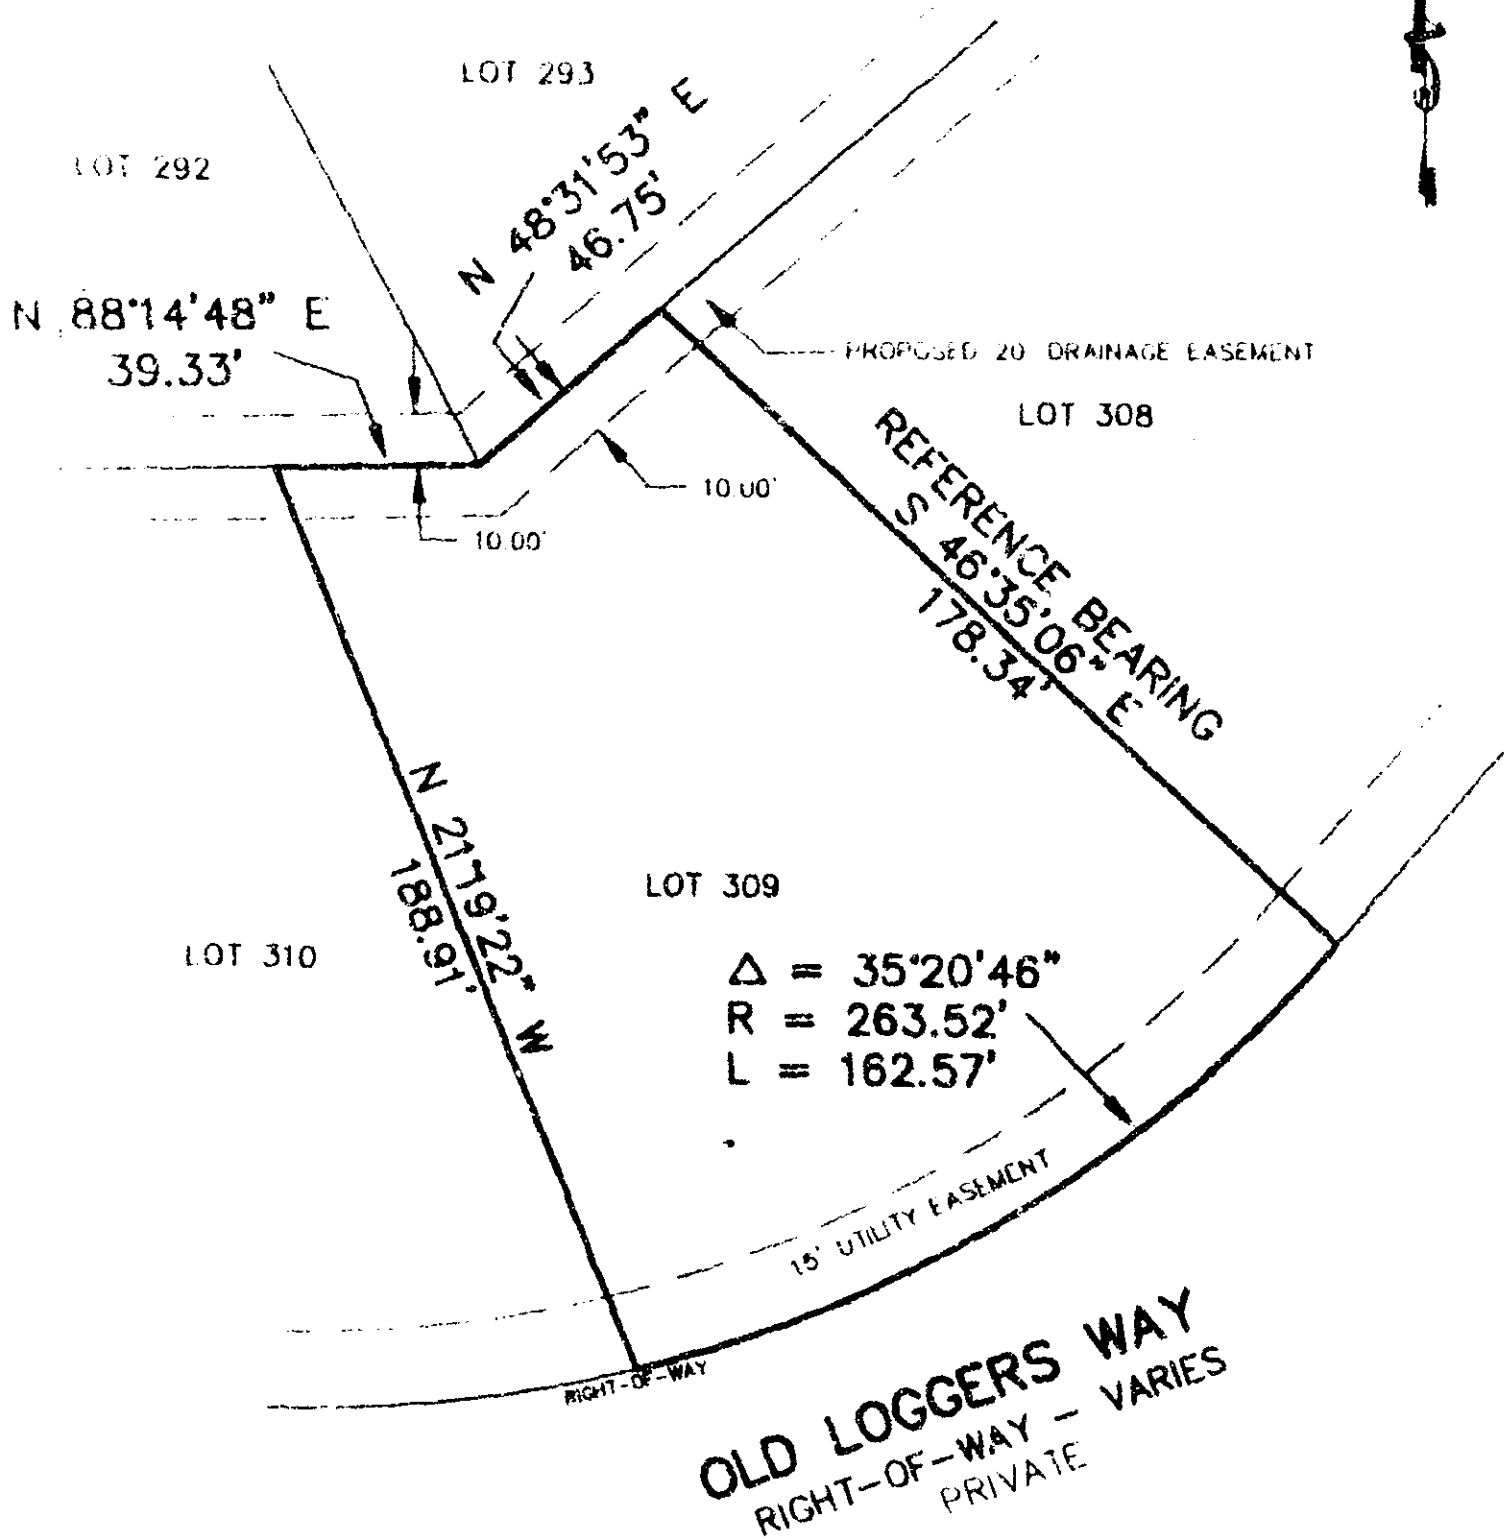 LOT 293
LOT 292
N 48°31'53" E
46.75'
N 88°14'48" E
39.33'
PROPOSED 20 DRAINAGE EASEMENT
LOT 308
REFERENCE BEARING
S 46°35'06" E
178.34'
10.00'
10.00'
N 21°19'22" W
188.91'
LOT 309
LOT 310
Δ = 35°20'46"
R = 263.52'
L = 162.57'
15' UTILITY EASEMENT
RIGHT-OF-WAY
OLD LOGGERS WAY
RIGHT-OF-WAY - VARIES
PRIVATE